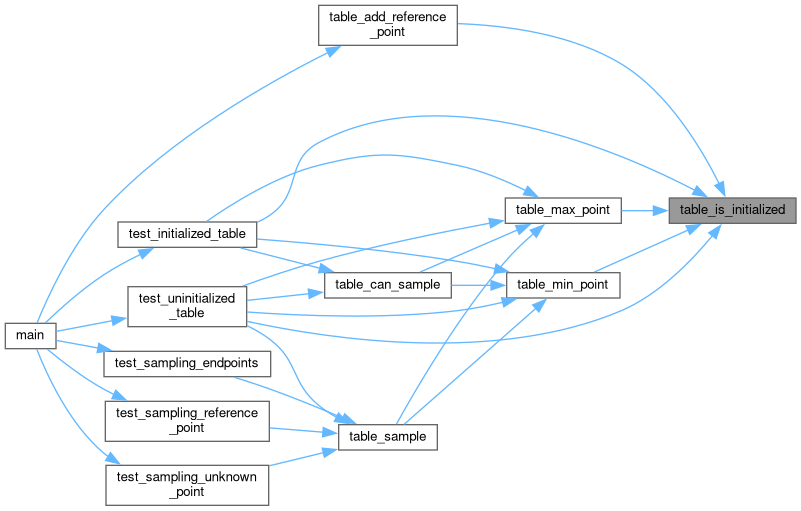 table_add_reference
_point
table_is_initialized
table_max_point
test_initialized_table
table_can_sample
table_min_point
test_uninitialized
_table
main
test_sampling_endpoints
test_sampling_reference
_point
table_sample
test_sampling_unknown
_point